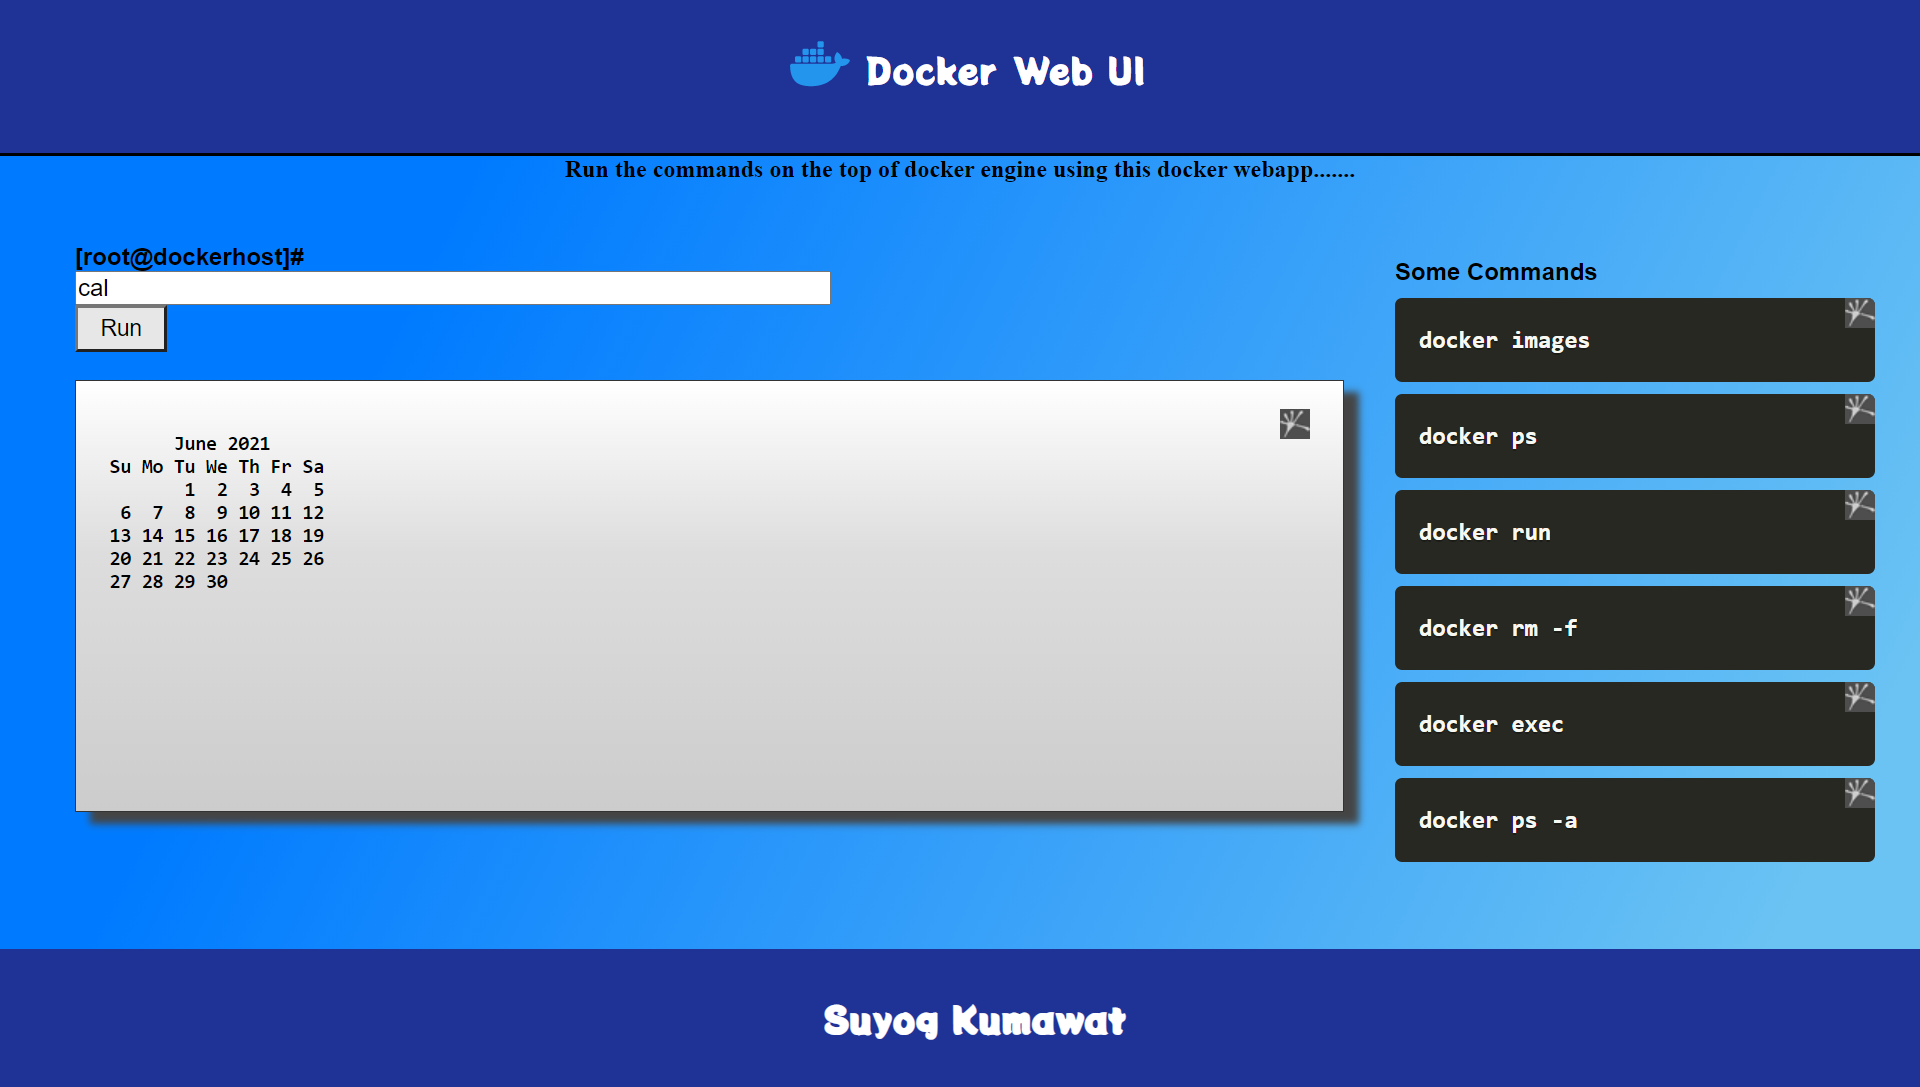 Docker Web UI
Run the commands on the top of docker engine using this docker webapp.......
[root@dockerhost]#
cal
Run
June 2021
Su Mo Tu We Th Fr Sa
1 2 3 4 5
6 7 8 9 10 11 12
13 14 15 16 17 18 19
20 21 22 23 24 25 26
27 28 29 30
Some Commands
docker images
docker ps
docker run
docker rm -f
docker exec
docker ps -a
Suyog Kumawat